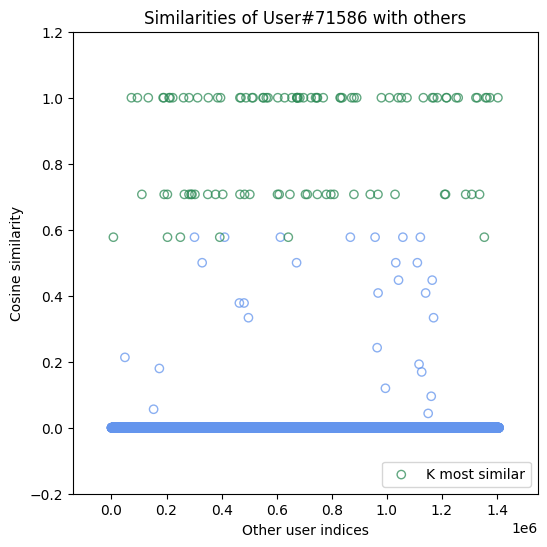 Similarities of User#71586 with others
1.2
1.0
0.8
0.6
0.4
0.2
0.0
−0.2
Cosine similarity
K most similar
0.0 0.2 0.4 0.6 0.8 1.0 1.2 1.4
1e6
Other user indices